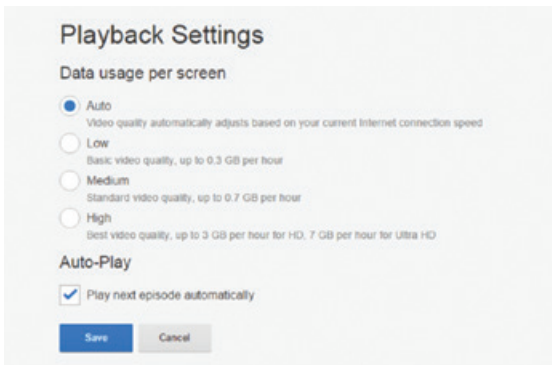 Playback Settings
Data usage per screen
Auto
Video quality automatically adjusts based on your current Internet connection speed
Low
Basic video quality, up to 0.3 GB per hour
Medium
Standard video quality, up to 0.7 GB per hour
High
Best video quality, up to 3 GB per hour for HD, 7 GB per hour for Ultra HD
Auto-Play
Play next episode automatically
Save Cancel